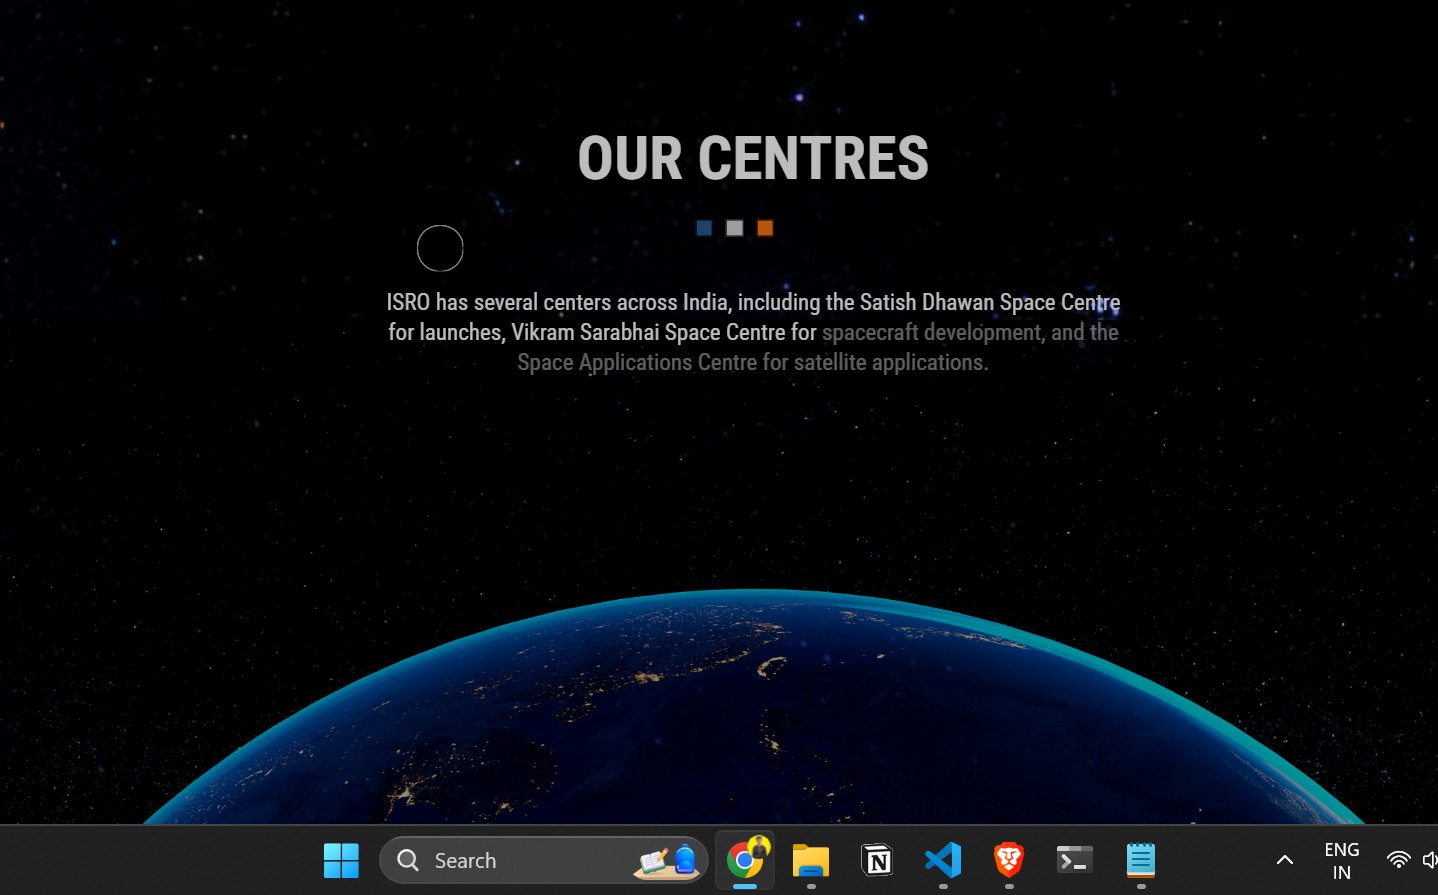 OUR CENTRES
ISRO has several centers across India, including the Satish Dhawan Space Centre
for launches, Vikram Sarabhai Space Centre for spacecraft development, and the
Space Applications Centre for satellite applications.
Search
ENG
IN